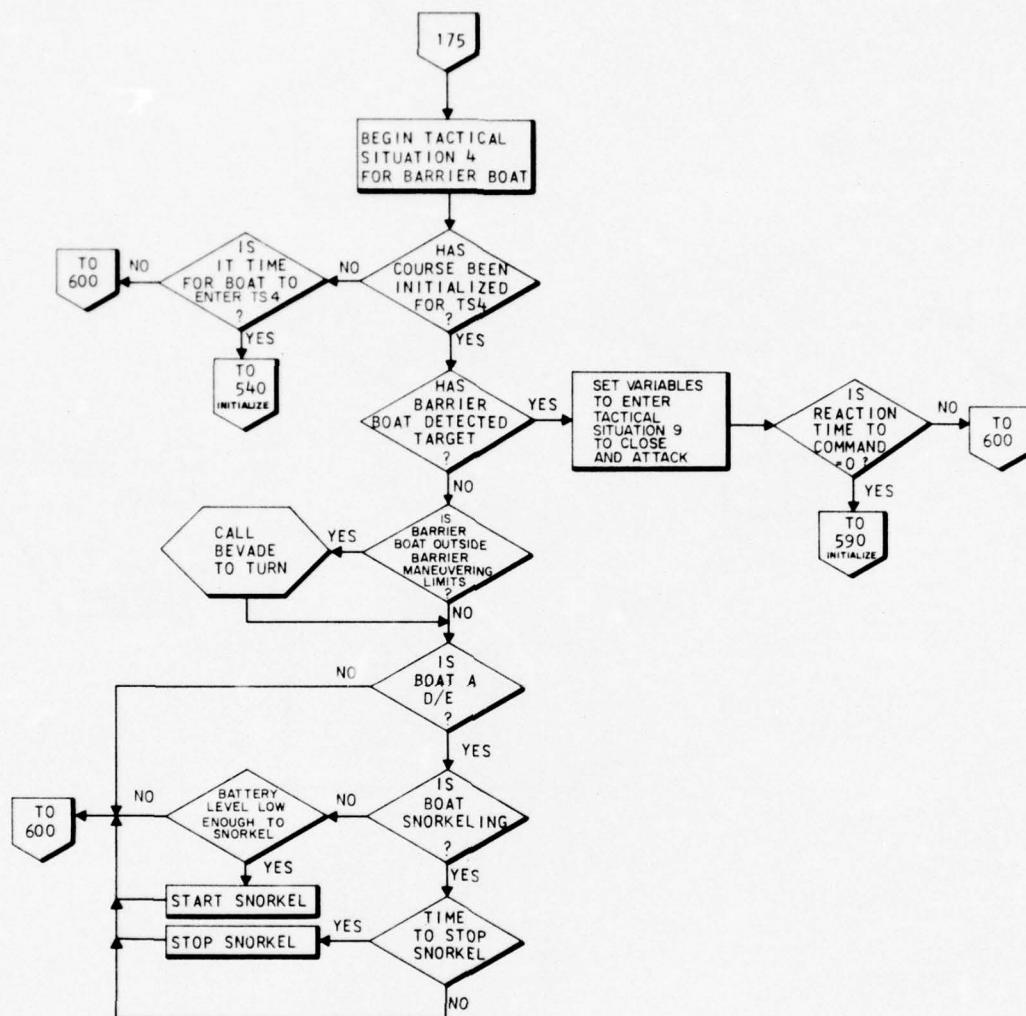 175
BEGIN TACTICAL
SITUATION 4
FOR BARRIER BOAT
HAS
COURSE BEEN
INITIALIZED
FOR TS4
?
NO
IS
IT TIME
FOR BOAT TO
ENTER TS4
?
NO
TO
600
YES
TO
540
INITIALIZE
YES
HAS
BARRIER
BOAT DETECTED
TARGET
?
YES
SET VARIABLES
TO ENTER
TACTICAL
SITUATION 9
TO CLOSE
AND ATTACK
IS
REACTION
TIME TO
COMMAND
=0 ?
NO
TO
600
YES
TO
590
INITIALIZE
NO
IS
BARRIER
BOAT OUTSIDE
BARRIER
MANEUVERING
LIMITS
?
YES
CALL
BEVADE
TO TURN
NO
IS
BOAT A
D/E
?
NO
YES
IS
BOAT
SNORKELING
?
NO
BATTERY
LEVEL LOW
ENOUGH TO
SNORKEL
NO
TO
600
YES
START SNORKEL
YES
TIME
TO STOP
SNORKEL
YES
STOP SNORKEL
NO